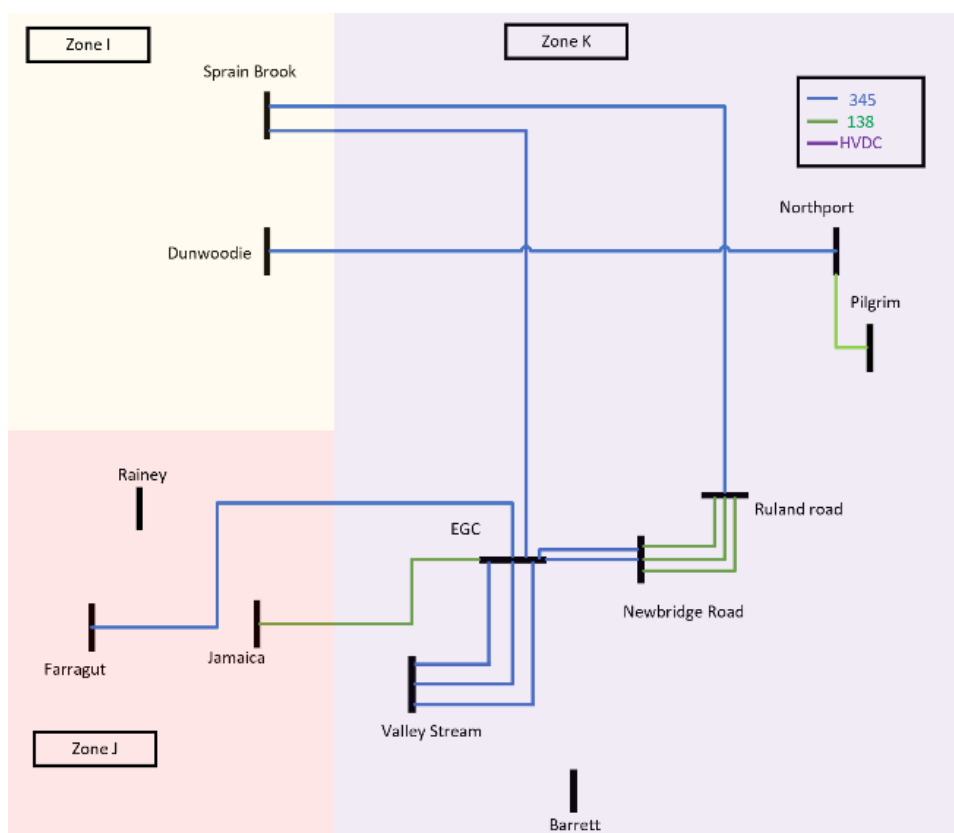 Zone I
Zone K
Sprain Brook
345
138
HVDC
Northport
Dunwoodie
Pilgrim
Rainey
Ruland road
EGC
Newbridge Road
Jamaica
Farragut
Valley Stream
Zone J
Barrett